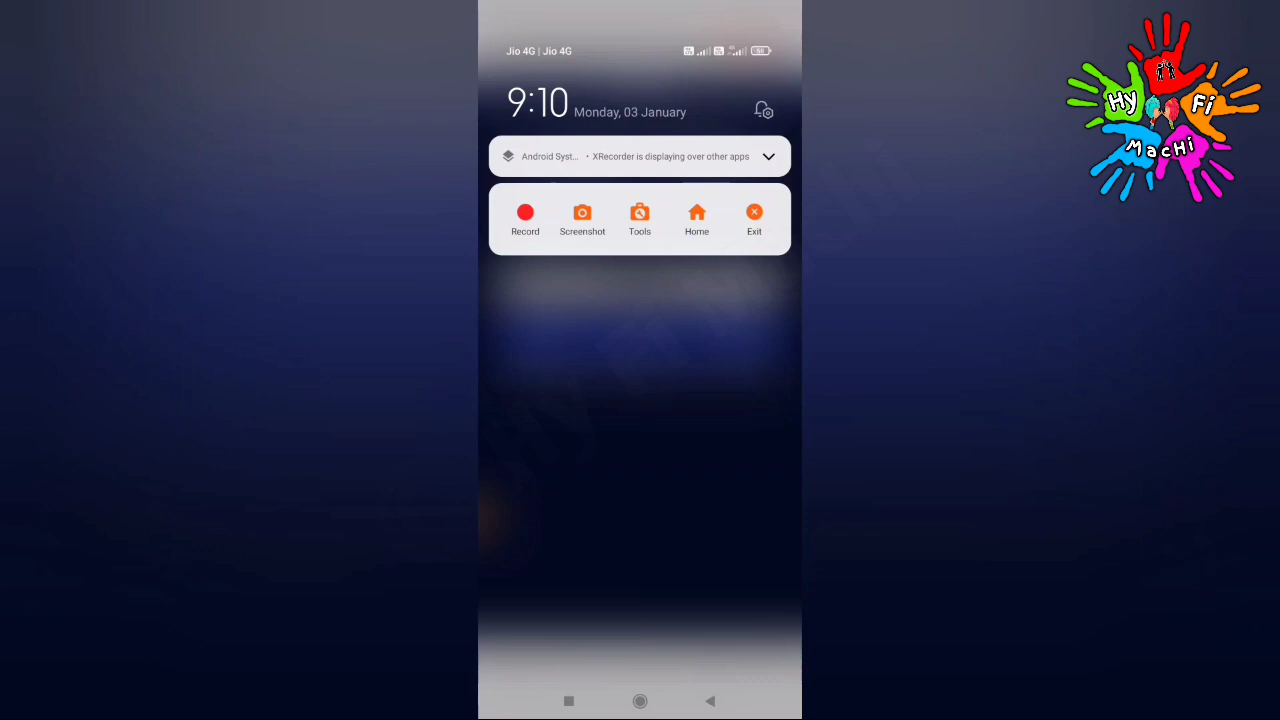 Jio 4G | Jio 4G
9:10 Monday, 03 January
Android Syst... • XRecorder is displaying over other apps
Record Screenshot Tools Home Exit
Hy Fi
MacHi